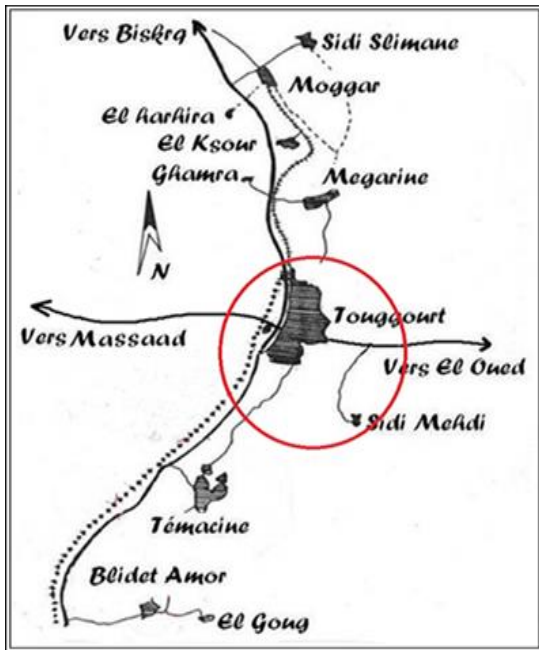 Vers Biskrq
Sidi Slimane
Moggar
El harhira
El Ksour
Ghamra
Megarine
N
Touggourt
Vers Massaad
Vers El Oued
Sidi Mehdi
Témacine
Blidet Amor
El Goug